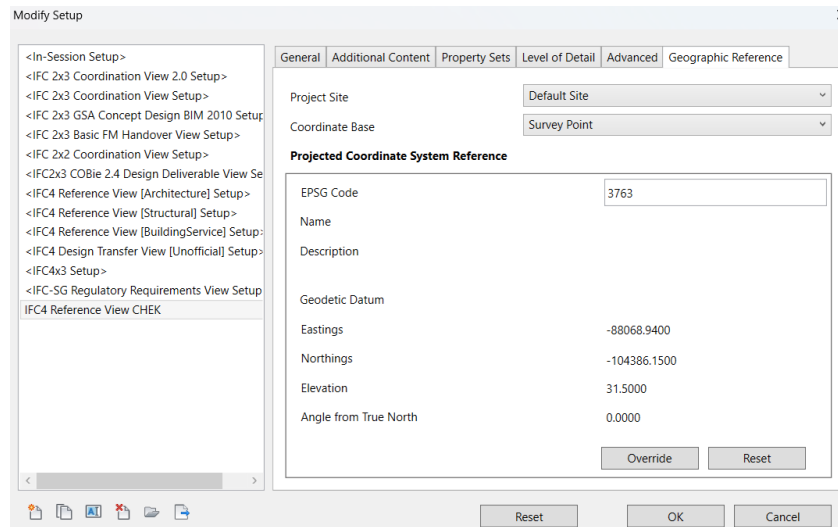 Modify Setup
<In-Session Setup>
<IFC 2x3 Coordination View 2.0 Setup>
<IFC 2x3 Coordination View Setup>
<IFC 2x3 GSA Concept Design BIM 2010 Setup
<IFC 2x3 Basic FM Handover View Setup>
<IFC 2x2 Coordination View Setup>
<IFC2x3 COBie 2.4 Design Deliverable View Se
<IFC4 Reference View [Architecture] Setup>
<IFC4 Reference View [Structural] Setup>
<IFC4 Reference View [BuildingService] Setup>
<IFC4 Design Transfer View [Unofficial] Setup>
<IFC4x3 Setup>
<IFC-SG Regulatory Requirements View Setup
IFC4 Reference View CHEK
General Additional Content Property Sets Level of Detail Advanced Geographic Reference
Project Site Default Site
Coordinate Base Survey Point
Projected Coordinate System Reference
EPSG Code 3763
Name
Description
Geodetic Datum
Eastings -88068.9400
Northings -104386.1500
Elevation 31.5000
Angle from True North 0.0000
Override Reset
Reset OK Cancel